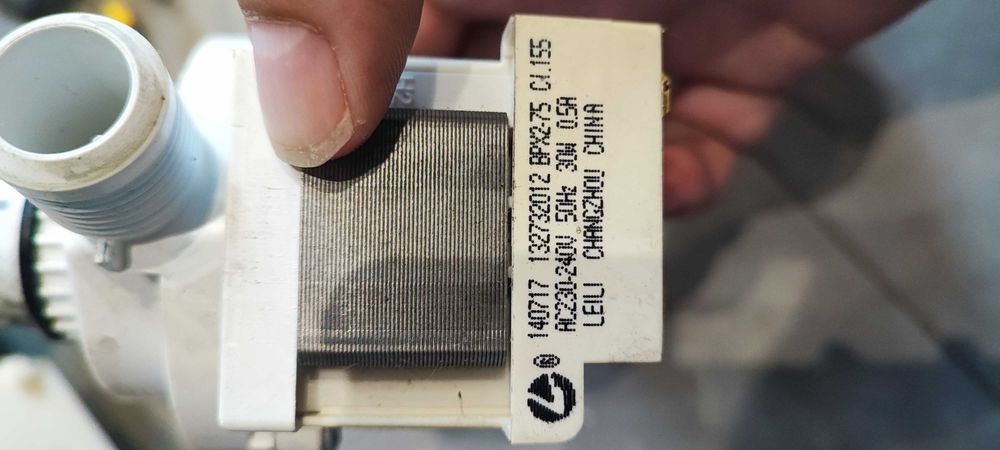 140717 132732012 BPX2-75 Cl.155
AC230-240V 50Hz 30W 0.5A
LEILI CHANGZHOU CHINA
®